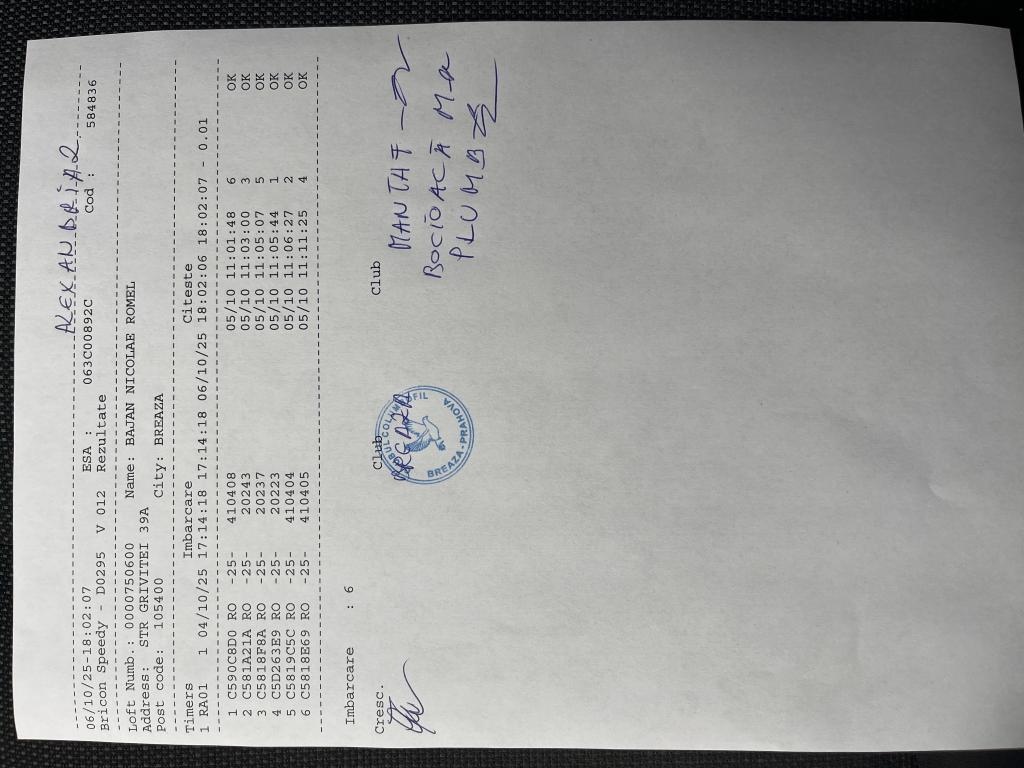 ALEXANDRIA 2
06/10/25-18:02:07 ESA : 063C00892C Cod : 584836
Bricon Speedy - D0295 V 012 Rezultate
Loft Numb.: 0000750600 Name: BAJAN NICOLAE ROMEL
Address: STR GRIVITEI 39A
Post code: 105400 City: BREAZA
Timers Imbarcare Citeste
1 RA01 1 04/10/25 17:14:18 17:14:18 06/10/25 18:02:06 18:02:07 - 0.01
1 C590C8D0 RO -25- 410408 05/10 11:01:48 6 OK
2 C581A21A RO -25- 20243 05/10 11:03:00 3 OK
3 C5818F8A RO -25- 20237 05/10 11:05:07 5 OK
4 C5D263E9 RO -25- 20223 05/10 11:05:44 1 OK
5 C5819C5C RO -25- 410404 05/10 11:06:27 2 OK
6 C5818E69 RO -25- 410405 05/10 11:11:25 4 OK
Imbarcare : 6
Cresc. Club Club
BREAZA-PRAHOVA
MANTAF
BOCIOACĂ Ma
PLUMB